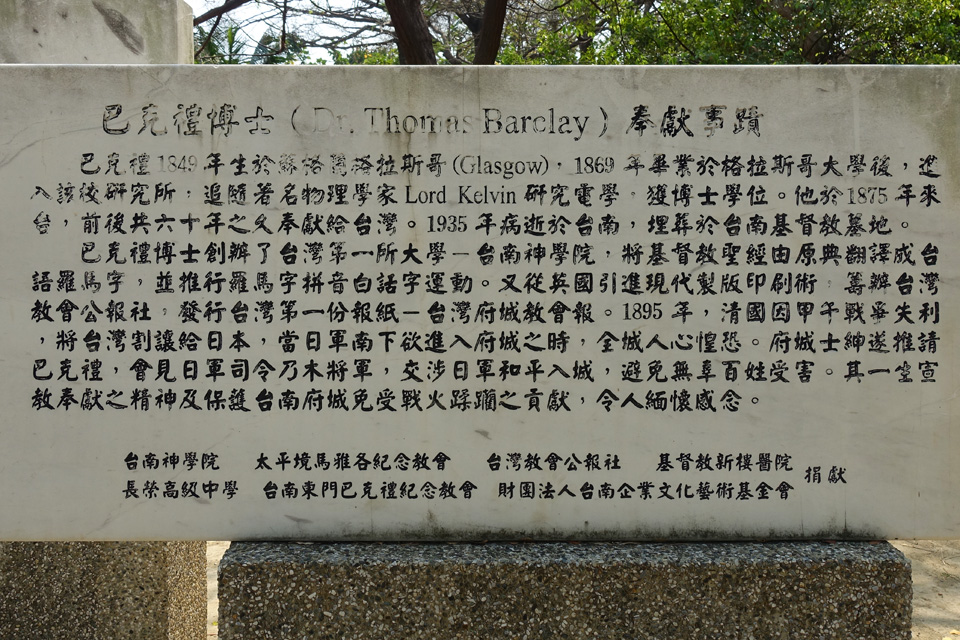 巴克禮博士（Dr. Thomas Barclay）奉獻事蹟
巴克禮1849年生於蘇格蘭格拉斯哥(Glasgow)，1869年畢業於格拉斯哥大學後，進
入該校研究所，追隨著名物理學家Lord Kelvin研究電學，獲博士學位。他於1875年來
台，前後共六十年之久奉獻給台灣。1935年病逝於台南，埋葬於台南基督教墓地。
巴克禮博士創辦了台灣第一所大學－台南神學院，將基督教聖經由原典翻譯成台
語羅馬字，並推行羅馬字拼音白話字運動。又從英國引進現代製版印刷術，籌辦台灣
教會公報社，發行台灣第一份報紙－台灣府城教會報。1895年，清國因甲午戰爭失利
，將台灣割讓給日本，當日軍南下欲進入府城之時，全城人心惶恐。府城士紳遂推請
巴克禮，會見日軍司令乃木將軍，交涉日軍和平入城，避免無辜百姓受害。其一生宣
教奉獻之精神及保護台南府城免受戰火蹂躪之貢獻，令人緬懷感念。
台南神學院 太平境馬雅各紀念教會 台灣教會公報社 基督教新樓醫院
長榮高級中學 台南東門巴克禮紀念教會 財團法人台南企業文化藝術基金會 捐獻